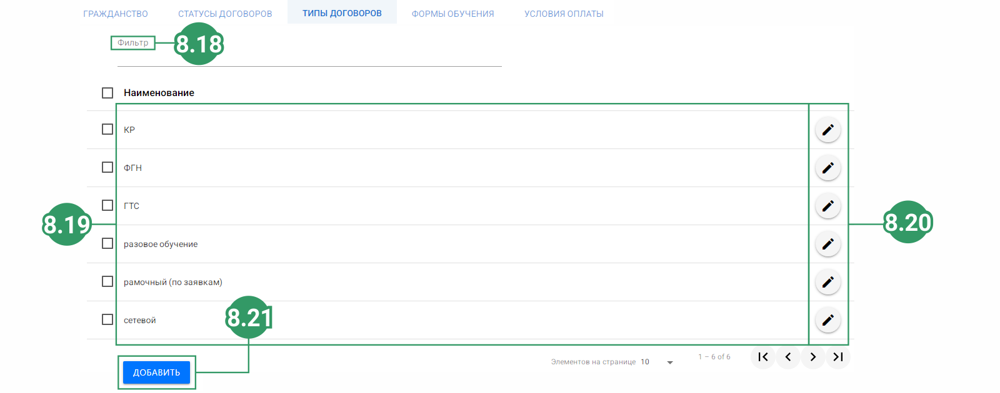 ГРАЖДАНСТВО СТАТУСЫ ДОГОВОРОВ ТИПЫ ДОГОВОРОВ ФОРМЫ ОБУЧЕНИЯ УСЛОВИЯ ОПЛАТЫ
Фильтр 8.18
Наименование
КР
ФГН
ГТС
8.19 8.20
разовое обучение
рамочный (по заявкам)
сетевой 8.21
Элементов на странице 10 1 – 6 of 6
ДОБАВИТЬ